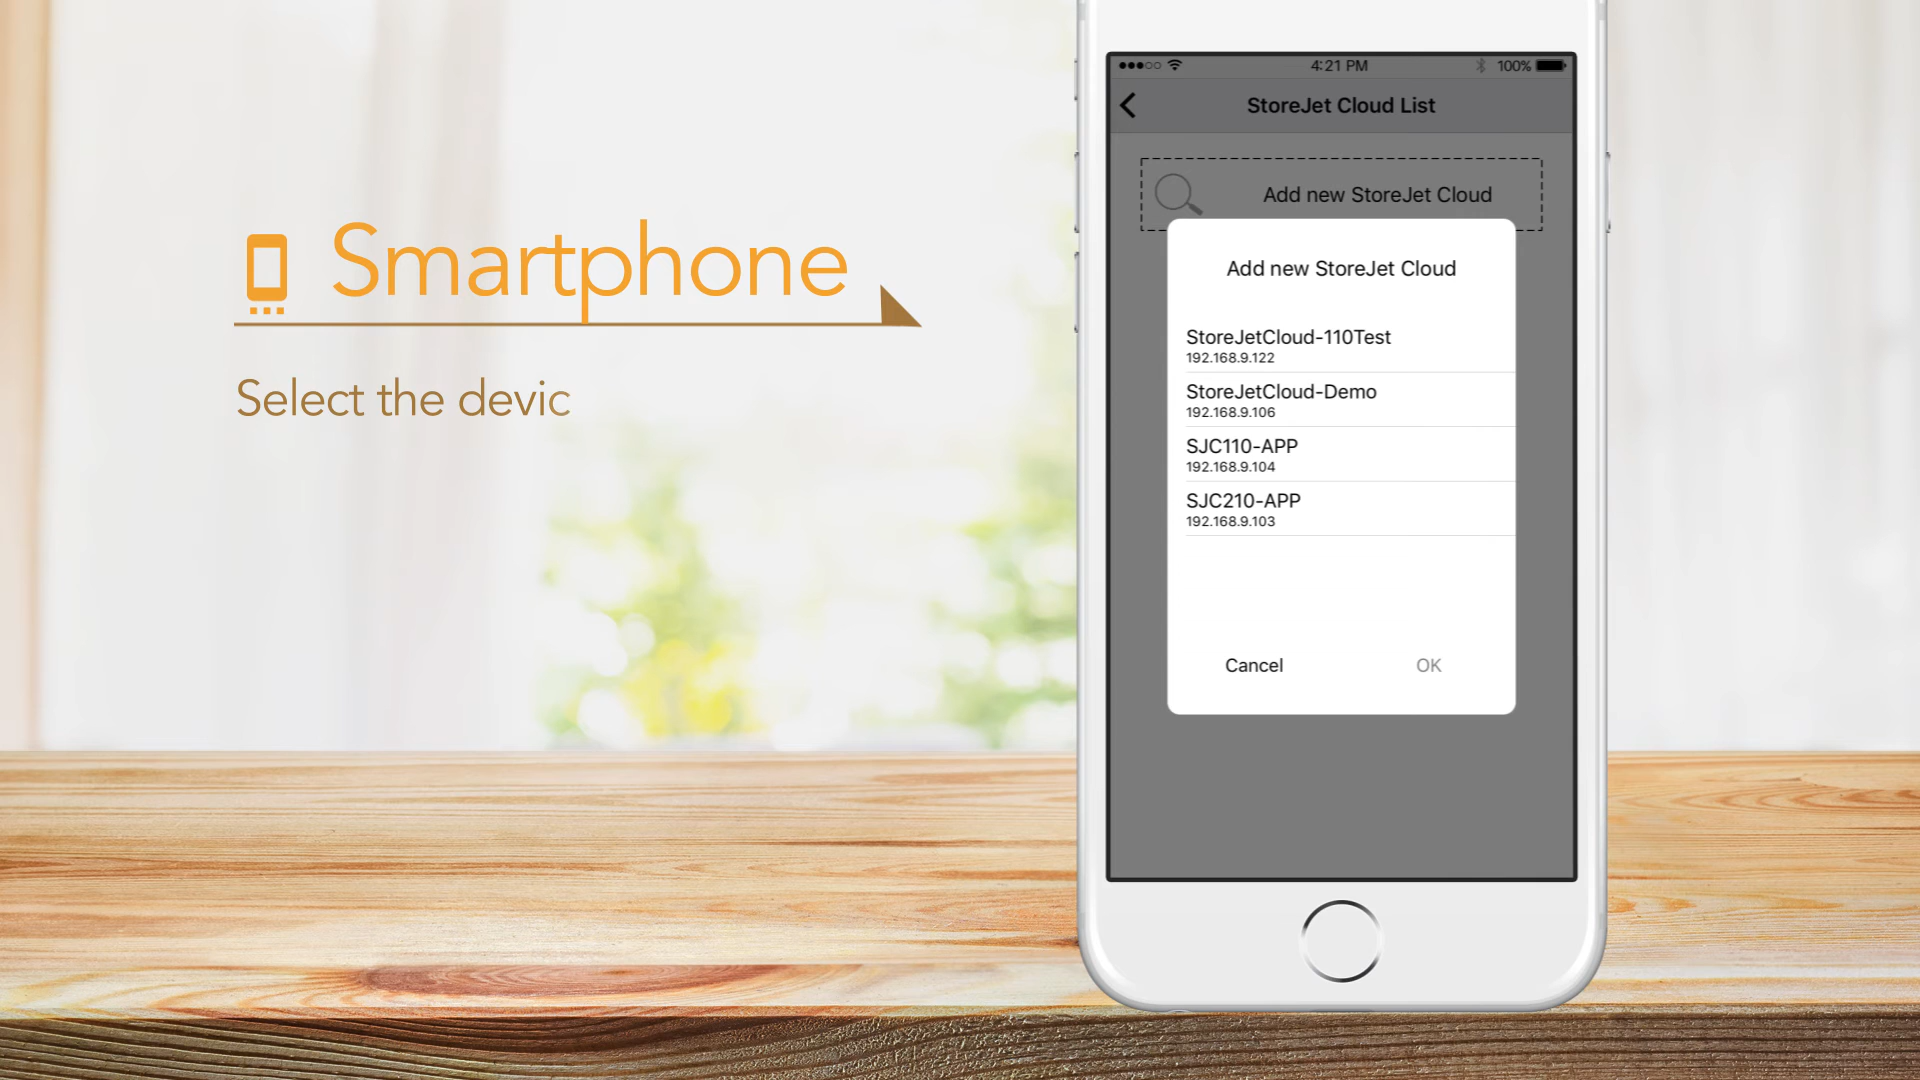 Smartphone
Select the devic
4:21 PM
100%
StoreJet Cloud List
Add new StoreJet Cloud
Add new StoreJet Cloud
StoreJetCloud-110Test
192.168.9.122
StoreJetCloud-Demo
192.168.9.106
SJC110-APP
192.168.9.104
SJC210-APP
192.168.9.103
Cancel
OK